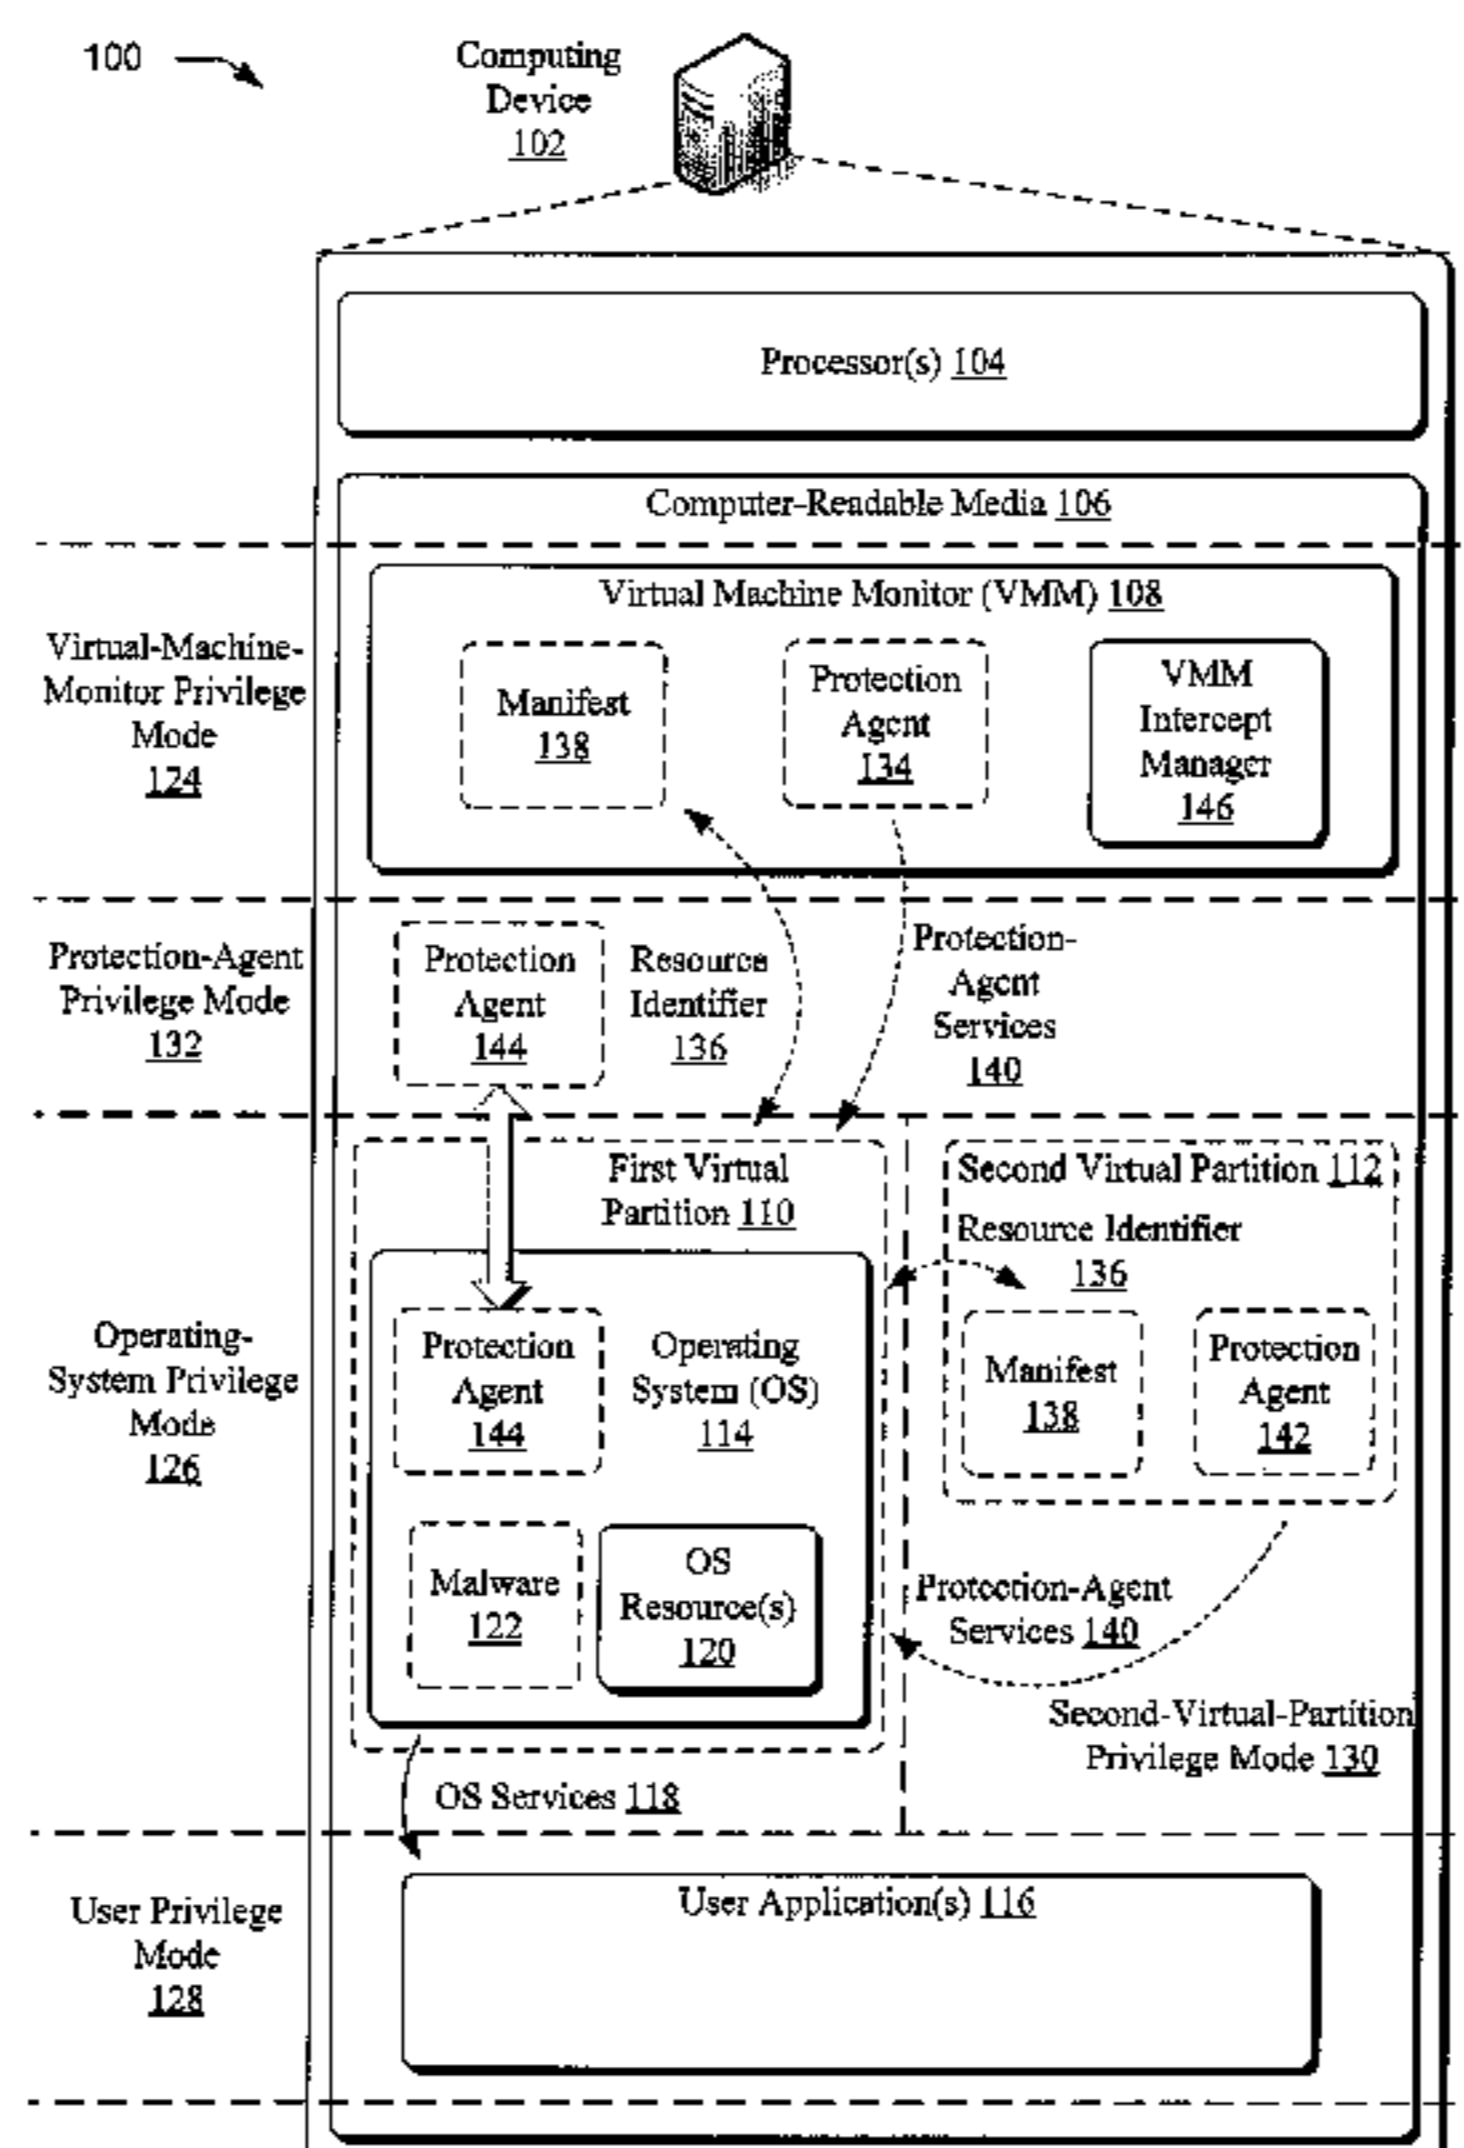 100
Computing
Device
102
Processor(s) 104
Computer-Readable Media 106
Virtual-Machine-
Monitor Privilege
Mode
124
Virtual Machine Monitor (VMM) 108
Manifest
138
Protection
Agent
134
VMM
Intercept
Manager
146
Protection-Agent
Privilege Mode
132
Protection
Agent
144
Resource
Identifier
136
Protection-
Agent
Services
140
Operating-
System Privilege
Mode
126
First Virtual
Partition 110
Protection
Agent
144
Operating
System (OS)
114
Malware
122
OS
Resource(s)
120
Second Virtual Partition 112
Resource Identifier
136
Manifest
138
Protection
Agent
142
Protection-Agent
Services 140
Second-Virtual-Partition
Privilege Mode 130
OS Services 118
User Privilege
Mode
128
User Application(s) 116